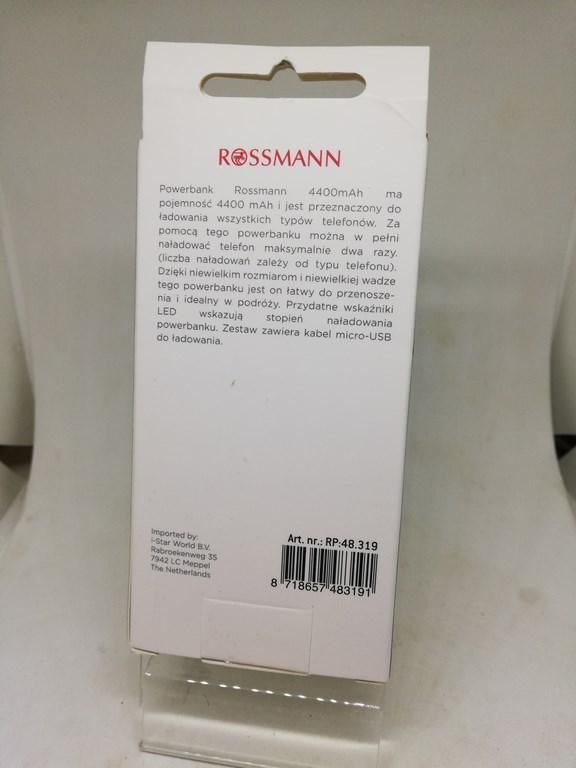 ROSSMANN
Powerbank Rossmann 4400mAh ma
pojemność 4400 mAh i jest przeznaczony do
ładowania wszystkich typów telefonów. Za
pomocą tego powerbanku można w pełni
naładować telefon maksymalnie dwa razy.
(liczba naładowań zależy od typu telefonu).
Dzięki niewielkim rozmiarom i niewielkiej wadze
tego powerbanku jest on łatwy do przenosze-
nia i idealny w podróży. Przydatne wskaźniki
LED wskazują stopień naładowania
powerbanku. Zestaw zawiera kabel micro-USB
do ładowania.
Imported by:
i-Star World B.V.
Rabroekenweg 35
7942 LC Meppel
The Netherlands
Art. nr.: RP:48.319
8 718657 483191